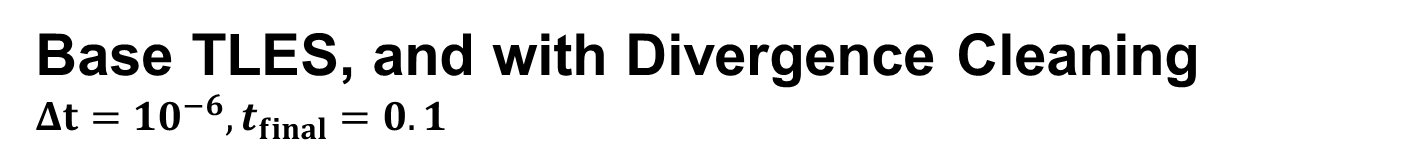 Base TLES, and with Divergence Cleaning
Δt = 10⁻⁶, t_final = 0.1